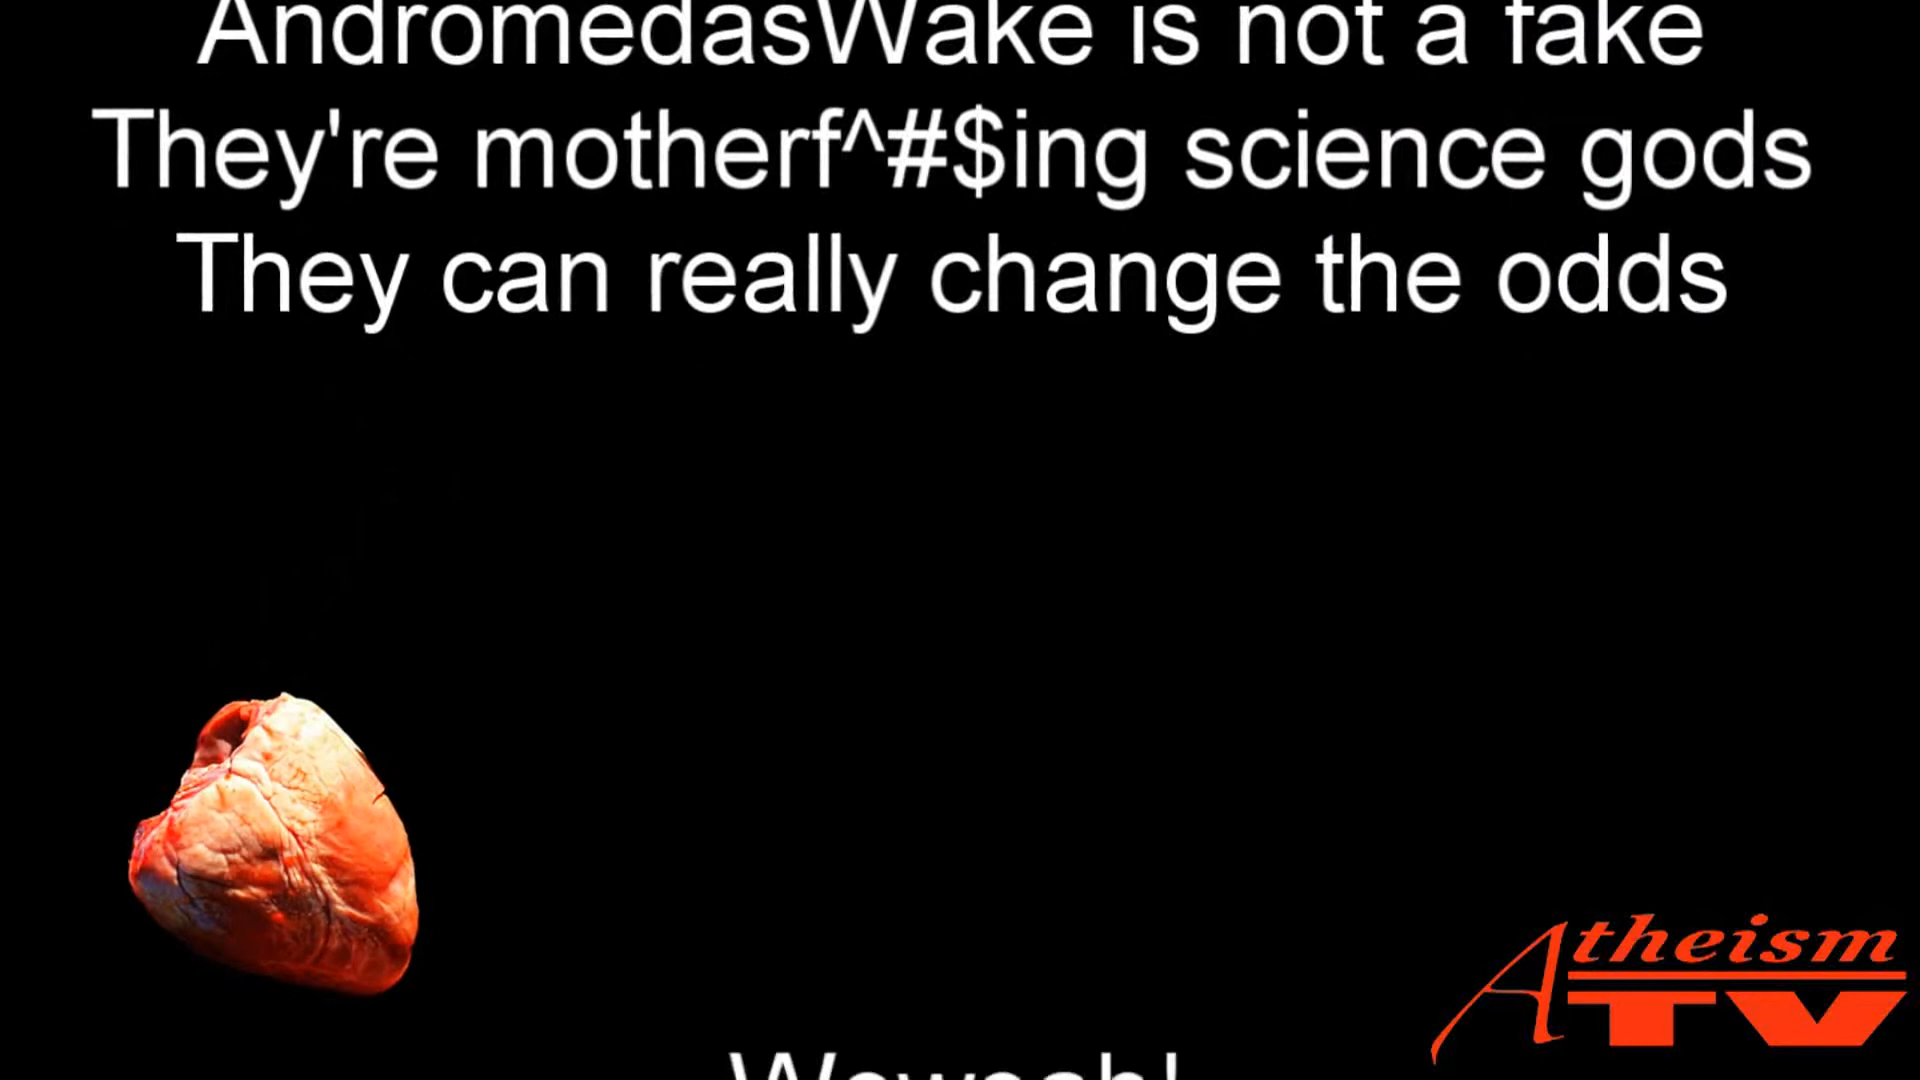 AndromedasWake is not a fake
They're motherf^#$ing science gods
They can really change the odds
Atheism
TV